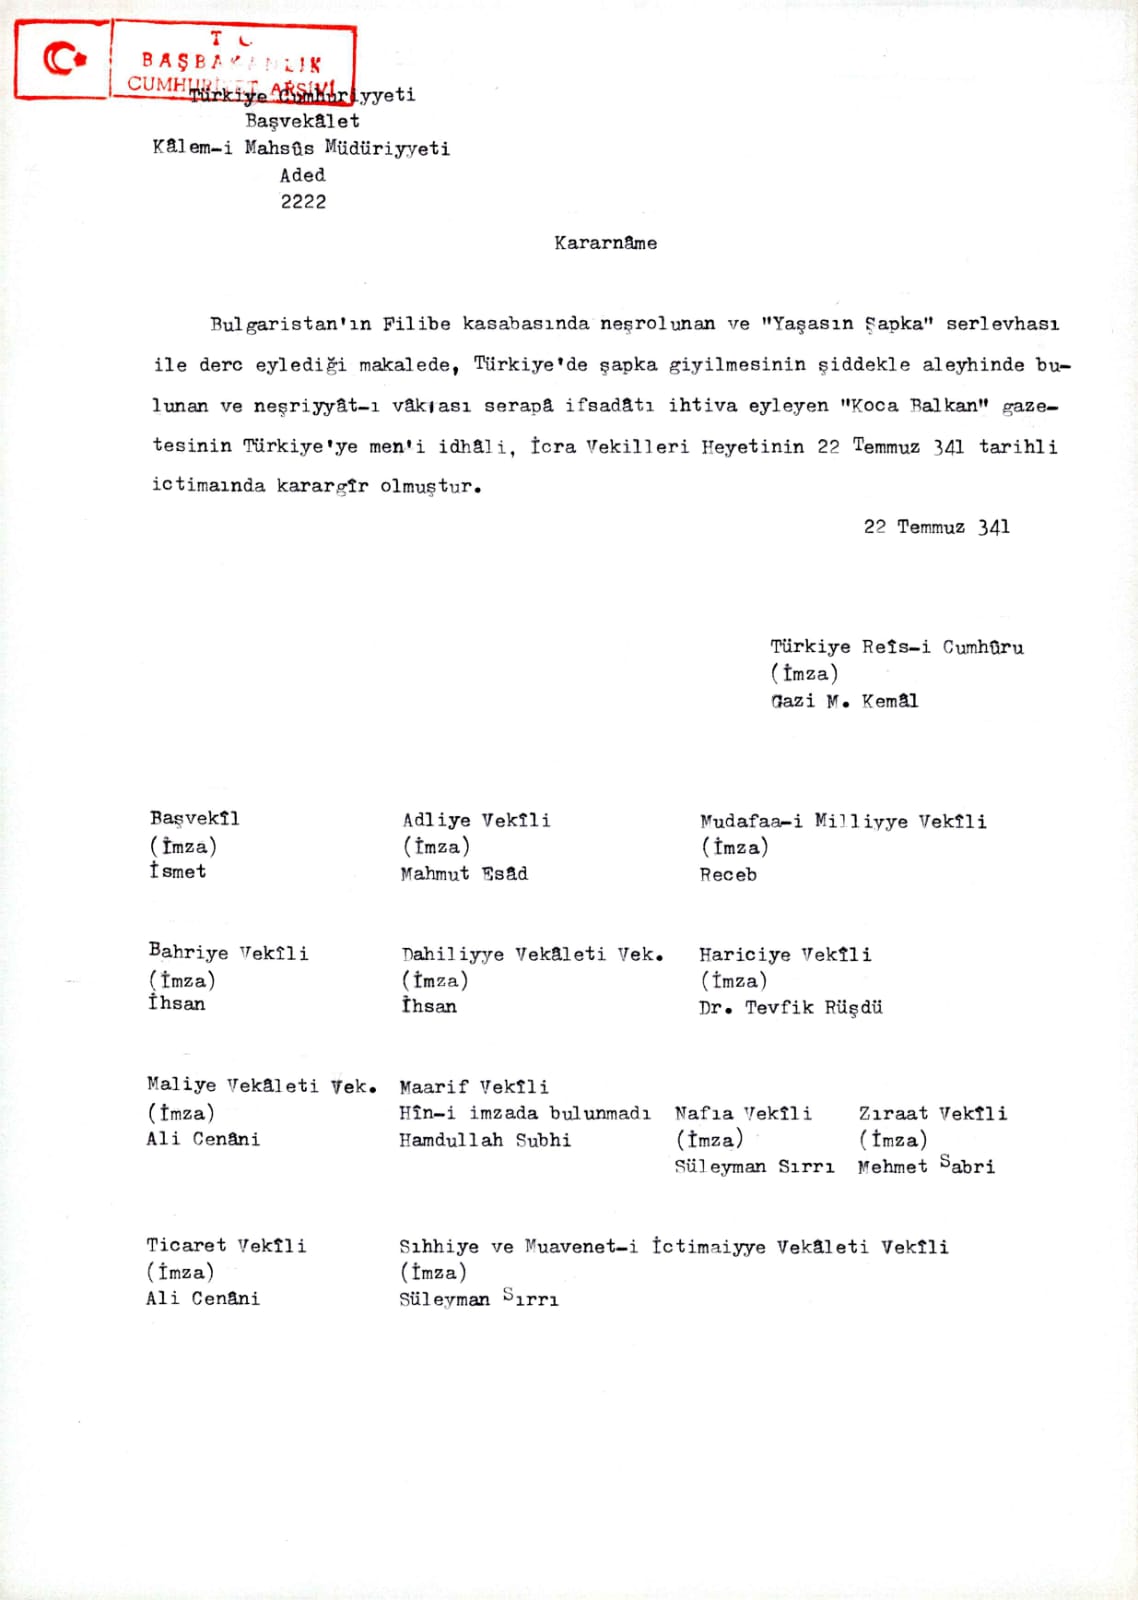 T C
BAŞBAKANLIK
CUMHURİYET ARŞİVİ
Türkiye Cumhuriyyeti
Başvekâlet
Kâlem-i Mahsûs Müdüriyyeti
Aded
2222
Kararnâme
Bulgaristan'ın Filibe kasabasında neşrolunan ve "Yaşasın Şapka" serlevhası
ile derc eylediği makalede, Türkiye'de şapka giyilmesinin şiddekle aleyhinde bu-
lunan ve neşriyyât-ı vâkıası serapâ ifsadâtı ihtiva eyleyen "Koca Balkan" gaze-
tesinin Türkiye'ye men'i idhâli, İcra Vekilleri Heyetinin 22 Temmuz 341 tarihli
ictimaında karargîr olmuştur.
22 Temmuz 341
Türkiye Reîs-i Cumhûru
(İmza)
Gazi M. Kemâl
Başvekîl Adliye Vekîli Mudafaa-i Milliyye Vekîli
(İmza) (İmza) (İmza)
İsmet Mahmut Esâd Receb
Bahriye Vekîli Dahiliyye Vekâleti Vek. Hariciye Vekîli
(İmza) (İmza) (İmza)
İhsan İhsan Dr. Tevfik Rüşdü
Maliye Vekâleti Vek. Maarif Vekîli
(İmza) Hîn-i imzada bulunmadı Nafıa Vekîli Zıraat Vekîli
Ali Cenâni Hamdullah Subhi (İmza) (İmza)
Süleyman Sırrı Mehmet Sabri
Ticaret Vekîli Sıhhiye ve Muavenet-i İctimaiyye Vekâleti Vekîli
(İmza) (İmza)
Ali Cenâni Süleyman Sırrı